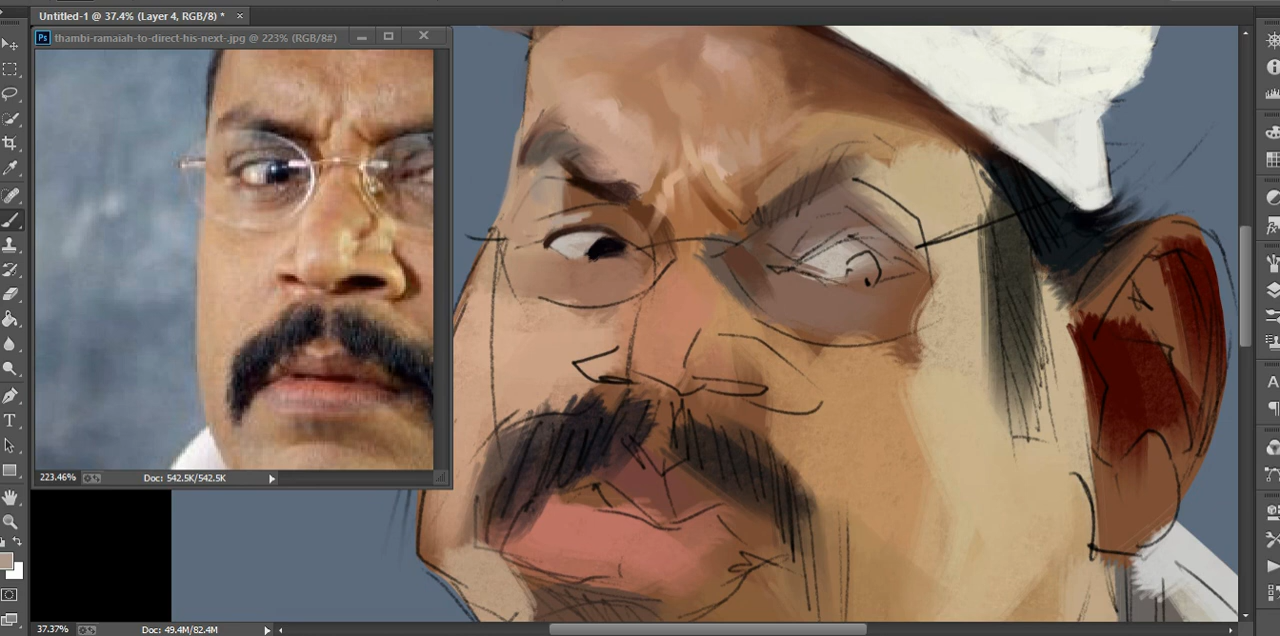 Untitled-1 @ 37.4% (Layer 4, RGB/8) * ×
Ps thambi-ramaiah-to-direct-his-next-.jpg @ 223% (RGB/8#)
223.46% Doc: 542.5K/542.5K
37.37% Doc: 49.4M/82.4M